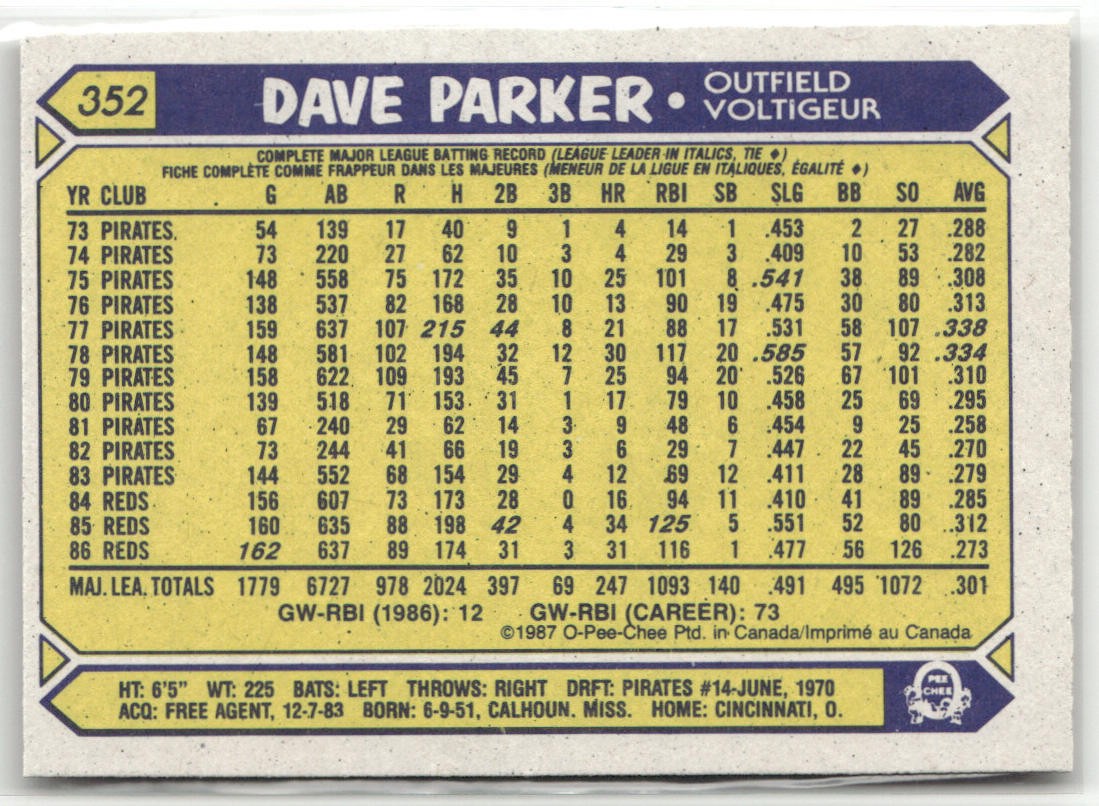 352 DAVE PARKER • OUTFIELD VOLTIGEUR
COMPLETE MAJOR LEAGUE BATTING RECORD (LEAGUE LEADER IN ITALICS, TIE ♦)
FICHE COMPLÈTE COMME FRAPPEUR DANS LES MAJEURES (MENEUR DE LA LIGUE EN ITALIQUES, ÉGALITÉ ♦)
YR CLUB G AB R H 2B 3B HR RBI SB SLG BB SO AVG
73 PIRATES 54 139 17 40 9 1 4 14 1 .453 2 27 .288
74 PIRATES 73 220 27 62 10 3 4 29 3 .409 10 53 .282
75 PIRATES 148 558 75 172 35 10 25 101 8 .541 38 89 .308
76 PIRATES 138 537 82 168 28 10 13 90 19 .475 30 80 .313
77 PIRATES 159 637 107 215 44 8 21 88 17 .531 58 107 .338
78 PIRATES 148 581 102 194 32 12 30 117 20 .585 57 92 .334
79 PIRATES 158 622 109 193 45 7 25 94 20 .526 67 101 .310
80 PIRATES 139 518 71 153 31 1 17 79 10 .458 25 69 .295
81 PIRATES 67 240 29 62 14 3 9 48 6 .454 9 25 .258
82 PIRATES 73 244 41 66 19 3 6 29 7 .447 22 45 .270
83 PIRATES 144 552 68 154 29 4 12 69 12 .411 28 89 .279
84 REDS 156 607 73 173 28 0 16 94 11 .410 41 89 .285
85 REDS 160 635 88 198 42 4 34 125 5 .551 52 80 .312
86 REDS 162 637 89 174 31 3 31 116 1 .477 56 126 .273
MAJ. LEA. TOTALS 1779 6727 978 2024 397 69 247 1093 140 .491 495 1072 .301
GW-RBI (1986): 12 GW-RBI (CAREER): 73
©1987 O-Pee-Chee Ptd. in Canada/Imprimé au Canada
HT: 6'5" WT: 225 BATS: LEFT THROWS: RIGHT DRFT: PIRATES #14-JUNE, 1970
ACQ: FREE AGENT, 12-7-83 BORN: 6-9-51, CALHOUN. MISS. HOME: CINCINNATI, O.
O
PEE
CHEE